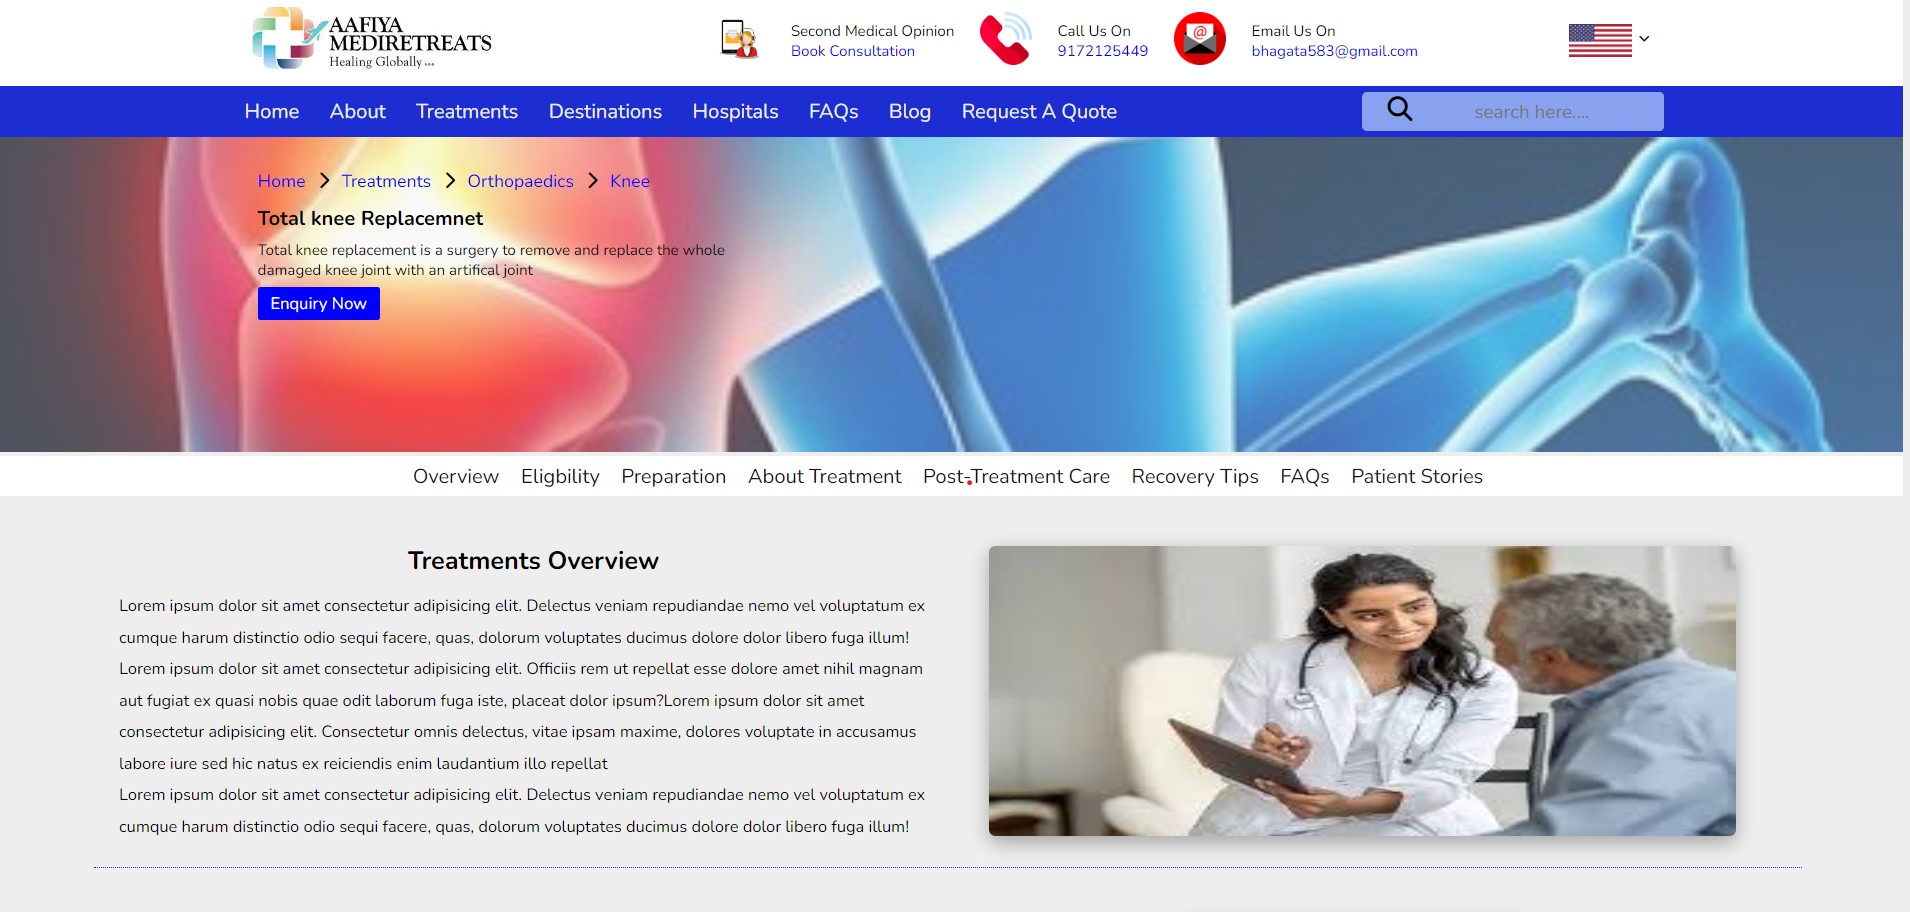 AAFIYA
MEDIRETREATS
Healing Globally ...
Second Medical Opinion
Book Consultation
Call Us On
9172125449
@
Email Us On
bhagata583@gmail.com
Home About Treatments Destinations Hospitals FAQs Blog Request A Quote
search here....
Home Treatments Orthopaedics Knee
Total knee Replacemnet
Total knee replacement is a surgery to remove and replace the whole
damaged knee joint with an artifical joint
Enquiry Now
Overview Eligbility Preparation About Treatment Post-Treatment Care Recovery Tips FAQs Patient Stories
Treatments Overview
Lorem ipsum dolor sit amet consectetur adipisicing elit. Delectus veniam repudiandae nemo vel voluptatum ex
cumque harum distinctio odio sequi facere, quas, dolorum voluptates ducimus dolore dolor libero fuga illum!
Lorem ipsum dolor sit amet consectetur adipisicing elit. Officiis rem ut repellat esse dolore amet nihil magnam
aut fugiat ex quasi nobis quae odit laborum fuga iste, placeat dolor ipsum?Lorem ipsum dolor sit amet
consectetur adipisicing elit. Consectetur omnis delectus, vitae ipsam maxime, dolores voluptate in accusamus
labore iure sed hic natus ex reiciendis enim laudantium illo repellat
Lorem ipsum dolor sit amet consectetur adipisicing elit. Delectus veniam repudiandae nemo vel voluptatum ex
cumque harum distinctio odio sequi facere, quas, dolorum voluptates ducimus dolore dolor libero fuga illum!